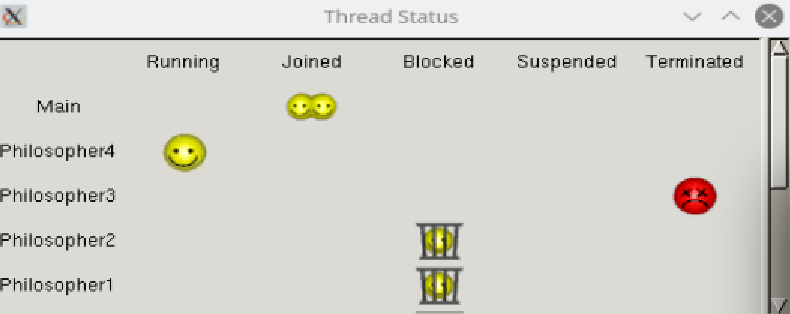 Thread Status
Running Joined Blocked Suspended Terminated
Main
Philosopher4
Philosopher3
Philosopher2
Philosopher1